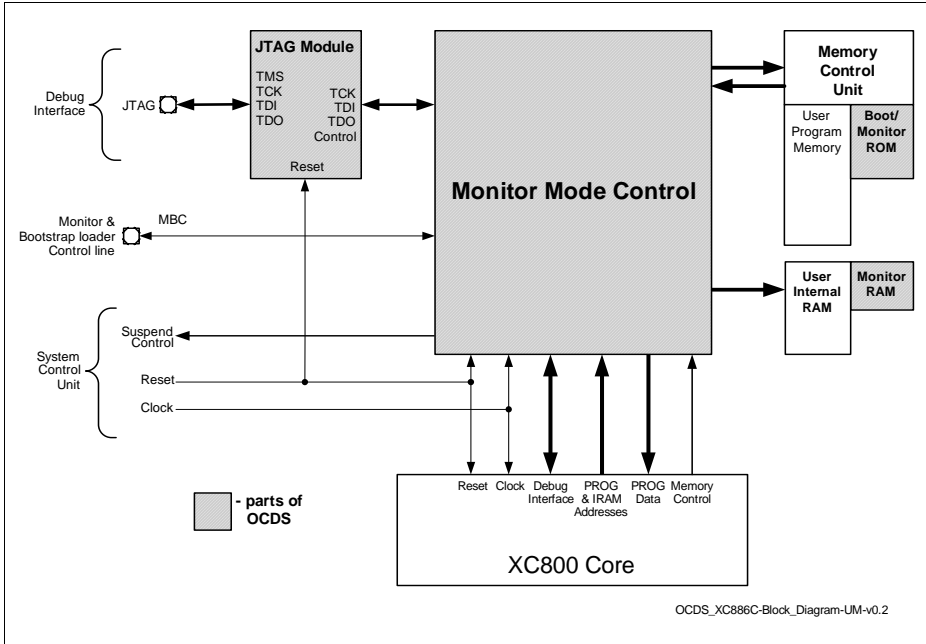 JTAG Module
TMS
TCK
TDI
TDO
TCK
TDI
TDO
Control
Reset
Debug
Interface
JTAG
Monitor Mode Control
Memory
Control
Unit
User
Program
Memory
Boot/
Monitor
ROM
Monitor &
Bootstrap loader
Control line
MBC
User
Internal
RAM
Monitor
RAM
System
Control
Unit
Suspend
Control
Reset
Clock
Reset
Clock
Debug
Interface
PROG
& IRAM
Addresses
PROG
Data
Memory
Control
- parts of
OCDS
XC800 Core
OCDS_XC886C-Block_Diagram-UM-v0.2